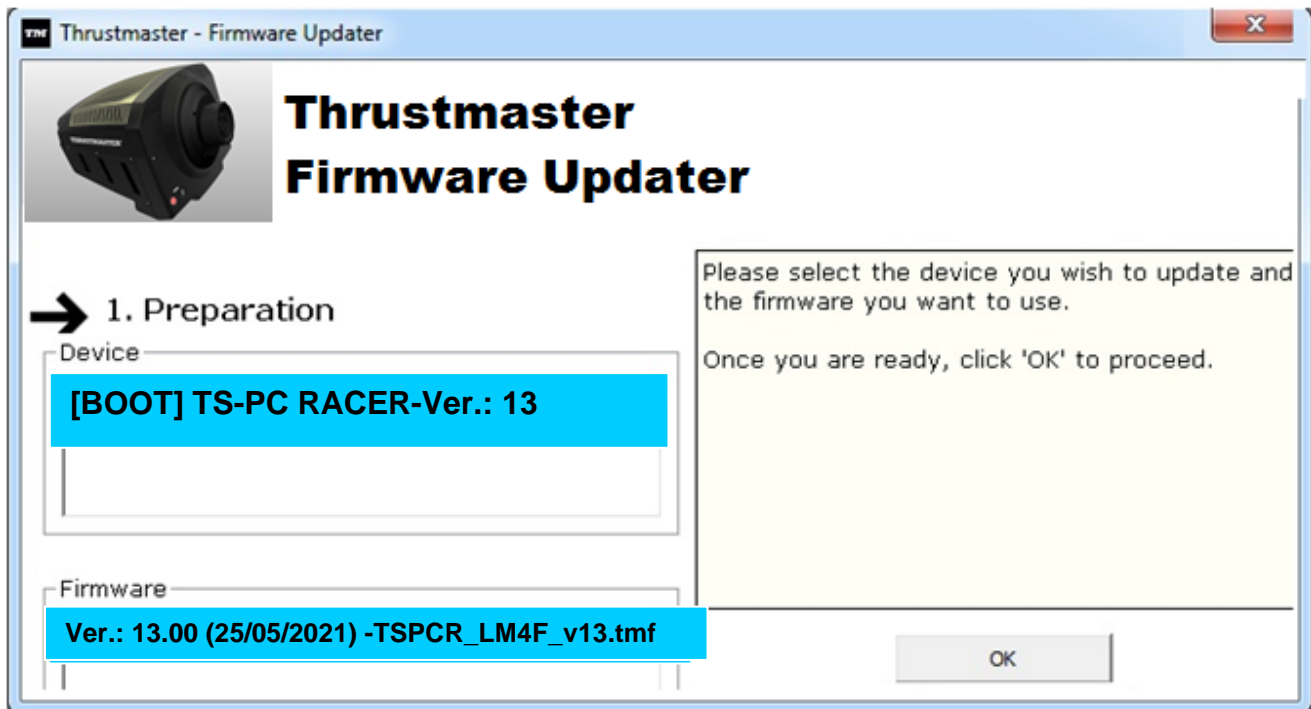 TM Thrustmaster - Firmware Updater
Thrustmaster
Firmware Updater
1. Preparation
Device
[BOOT] TS-PC RACER-Ver.: 13
Firmware
Ver.: 13.00 (25/05/2021) -TSPCR_LM4F_v13.tmf
Please select the device you wish to update and
the firmware you want to use.
Once you are ready, click 'OK' to proceed.
OK